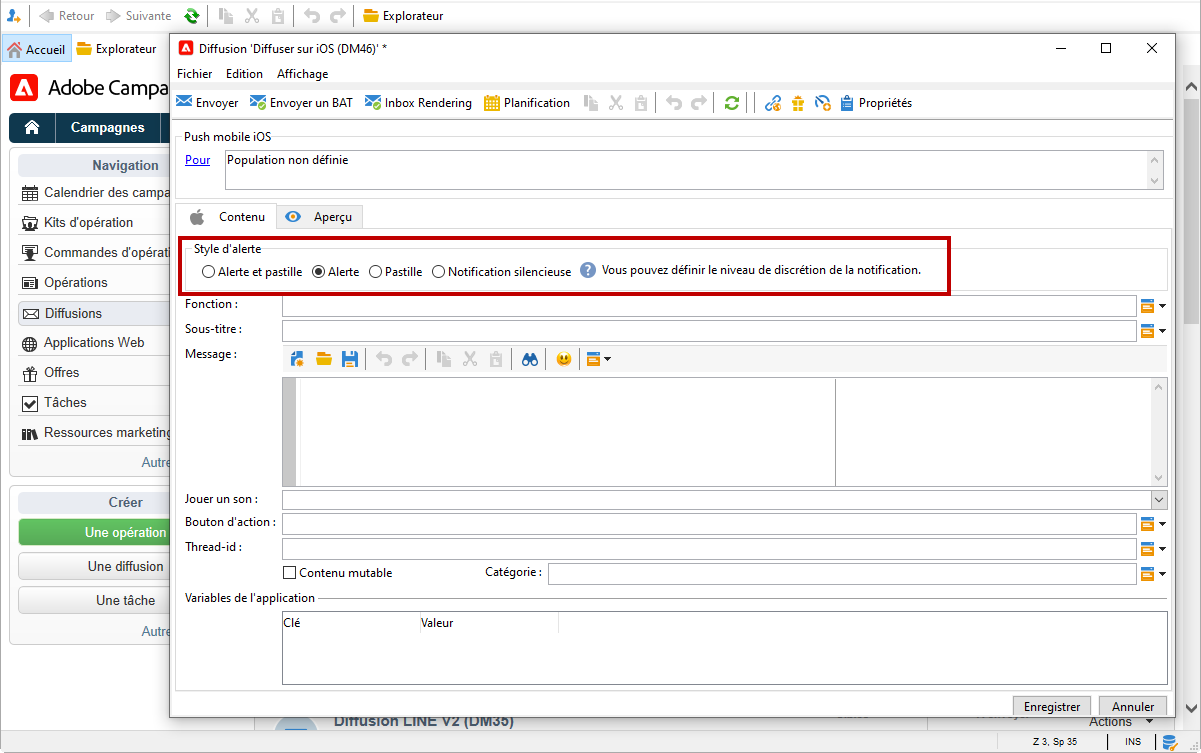 Retour Suivante Explorateur
Accueil Explorateur
Adobe Campa
Campagnes
Navigation
Calendrier des campa
Kits d'opération
Commandes d'opérati
Opérations
Diffusions
Applications Web
Offres
Tâches
Ressources marketing
Autre
Créer
Une opération
Une diffusion
Une tâche
Autre
Diffusion 'Diffuser sur iOS (DM46)' *
Fichier Edition Affichage
Envoyer Envoyer un BAT Inbox Rendering Planification Propriétés
Push mobile iOS
Pour Population non définie
Contenu Aperçu
Style d'alerte
Alerte et pastille Alerte Pastille Notification silencieuse ? Vous pouvez définir le niveau de discrétion de la notification.
Fonction :
Sous-titre :
Message :
Jouer un son :
Bouton d'action :
Thread-id :
Contenu mutable Catégorie :
Variables de l'application
Clé Valeur
Enregistrer Annuler
Diffusion LINE V2 (DM35)
Actions
Z 3, Sp 35 INS